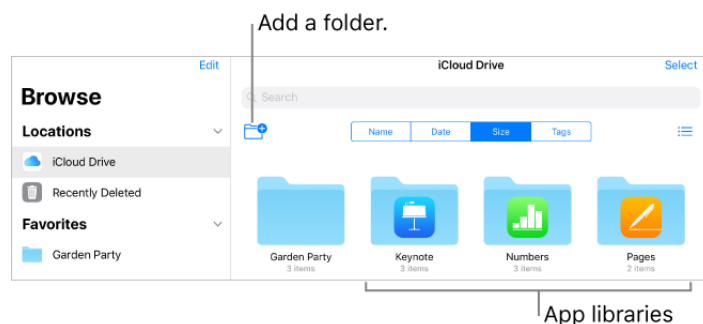 Add a folder.
Edit
iCloud Drive
Select
Browse
Search
Locations
Name Date Size Tags
iCloud Drive
Recently Deleted
Favorites
Garden Party
Garden Party
3 items
Keynote
3 items
Numbers
3 items
Pages
2 items
App libraries